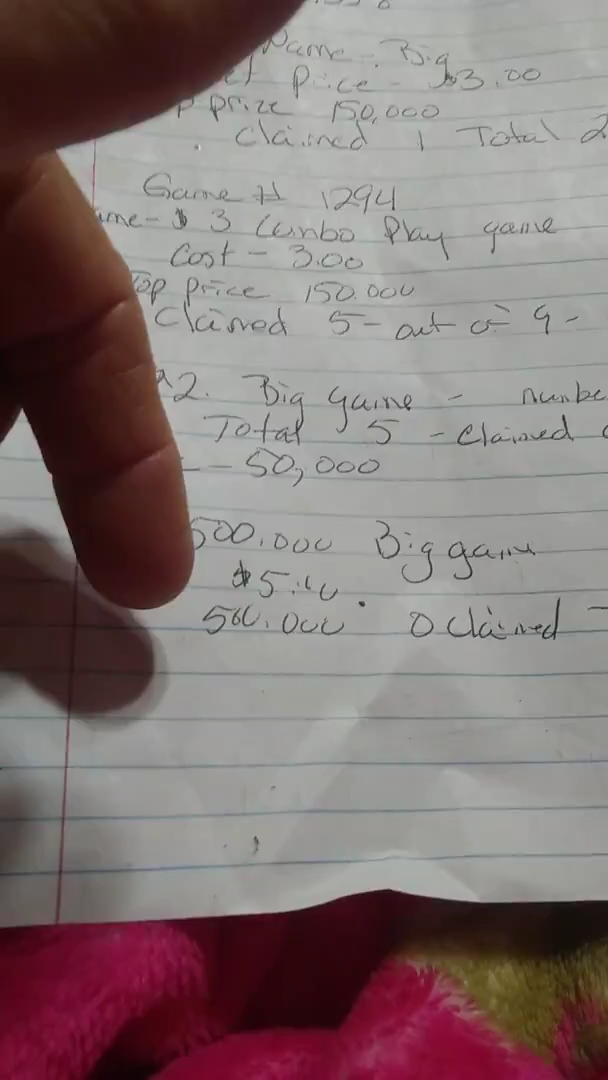 Name - Big
Price - $3.00
prize 150,000
Claimed 1 Total 2
Game # 1294
me - $3 Combo Play game
Cost - 3.00
Top price 150.000
Claimed 5 - out of 9 -
2. Big game - numbe
Total 5 - Claimed
- 50,000
500.000 Big game
$5.00
500.000 . 0 Claimed -